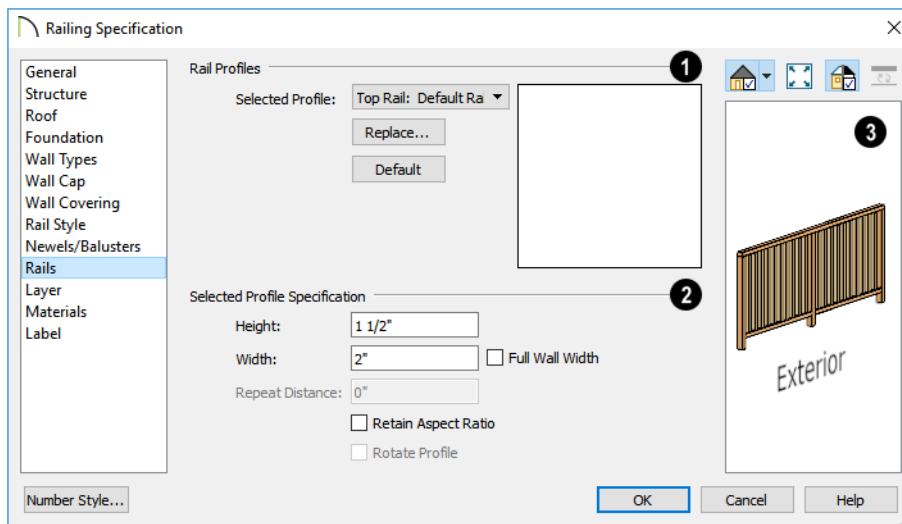 Railing Specification
General
Structure
Roof
Foundation
Wall Types
Wall Cap
Wall Covering
Rail Style
Newels/Balusters
Rails
Layer
Materials
Label
Rail Profiles
1
Selected Profile: Top Rail: Default Ra
Replace...
Default
Selected Profile Specification
2
Height: 1 1/2"
Width: 2" Full Wall Width
Repeat Distance: 0"
Retain Aspect Ratio
Rotate Profile
3
Exterior
Number Style... OK Cancel Help